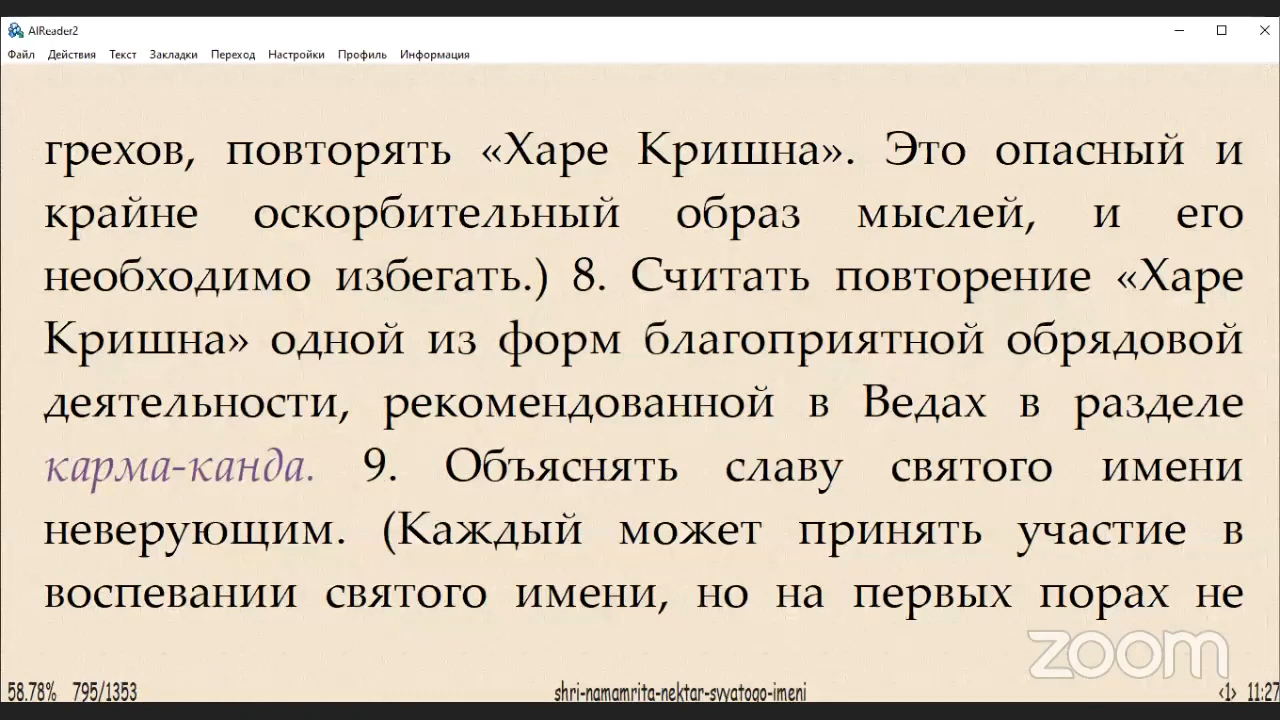 AlReader2
Файл Действия Текст Закладки Переход Настройки Профиль Информация
грехов, повторять «Харе Кришна». Это опасный и
крайне оскорбительный образ мыслей, и его
необходимо избегать.) 8. Считать повторение «Харе
Кришна» одной из форм благоприятной обрядовой
деятельности, рекомендованной в Ведах в разделе
карма-канда. 9. Объяснять славу святого имени
неверующим. (Каждый может принять участие в
воспевании святого имени, но на первых порах не
zoom
58.78% 795/1353 shri-namamrita-nektar-svyatogo-imeni ‹1› 11:27